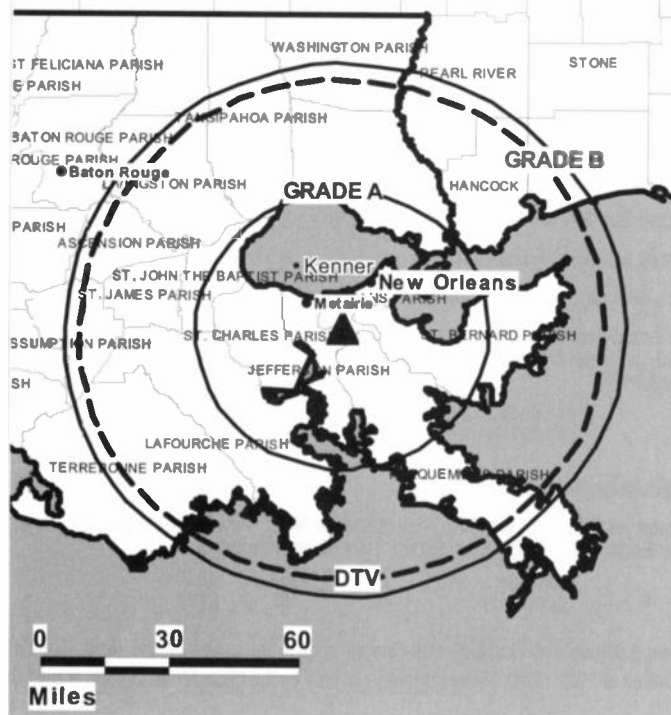 WASHINGTON PARISH
ST FELICIANA PARISH
STONE
PEARL RIVER
E PARISH
TANGIPAHOA PARISH
BATON ROUGE PARISH
ROUGE PARISH
GRADE B
Baton Rouge
LIVINGSTON PARISH
GRADE A
HANCOCK
PARISH
ASCENSION PARISH
Kenner
ST. JOHN THE BAPTIST PARISH
New Orleans
ST. JAMES PARISH
Metairie
NS PARISH
ST. CHARLES PARISH
ST. BERNARD PARISH
SSUMPTION PARISH
JEFFERSON PARISH
SH
LAFOURCHE PARISH
TERREBONNE PARISH
QUEMINES PARISH
DTV
0 30 60
Miles